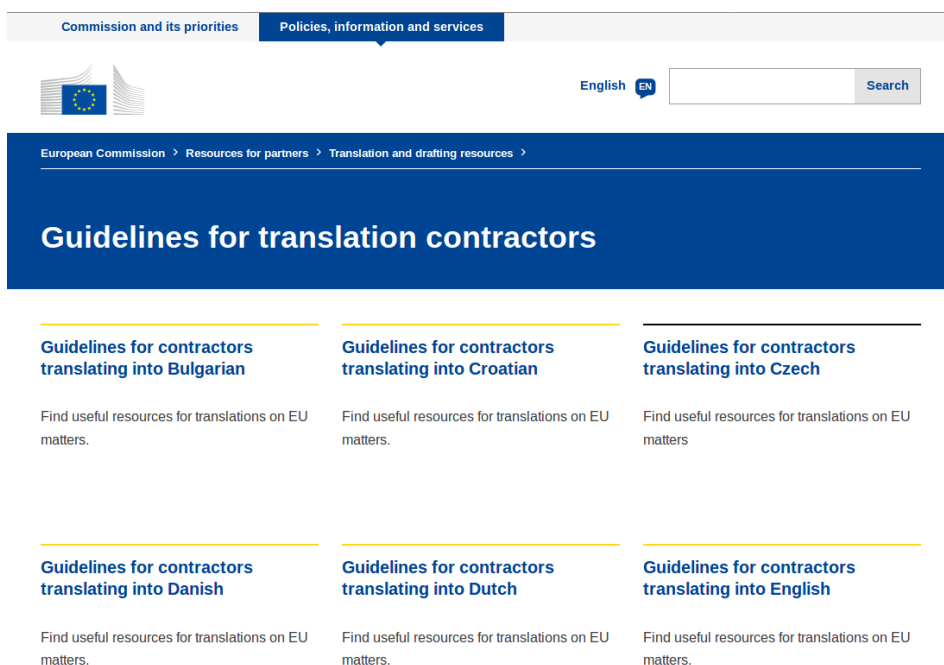 Commission and its priorities
Policies, information and services
English EN
Search
European Commission > Resources for partners > Translation and drafting resources >
Guidelines for translation contractors
Guidelines for contractors
translating into Bulgarian
Find useful resources for translations on EU
matters.
Guidelines for contractors
translating into Croatian
Find useful resources for translations on EU
matters.
Guidelines for contractors
translating into Czech
Find useful resources for translations on EU
matters
Guidelines for contractors
translating into Danish
Find useful resources for translations on EU
matters.
Guidelines for contractors
translating into Dutch
Find useful resources for translations on EU
matters.
Guidelines for contractors
translating into English
Find useful resources for translations on EU
matters.